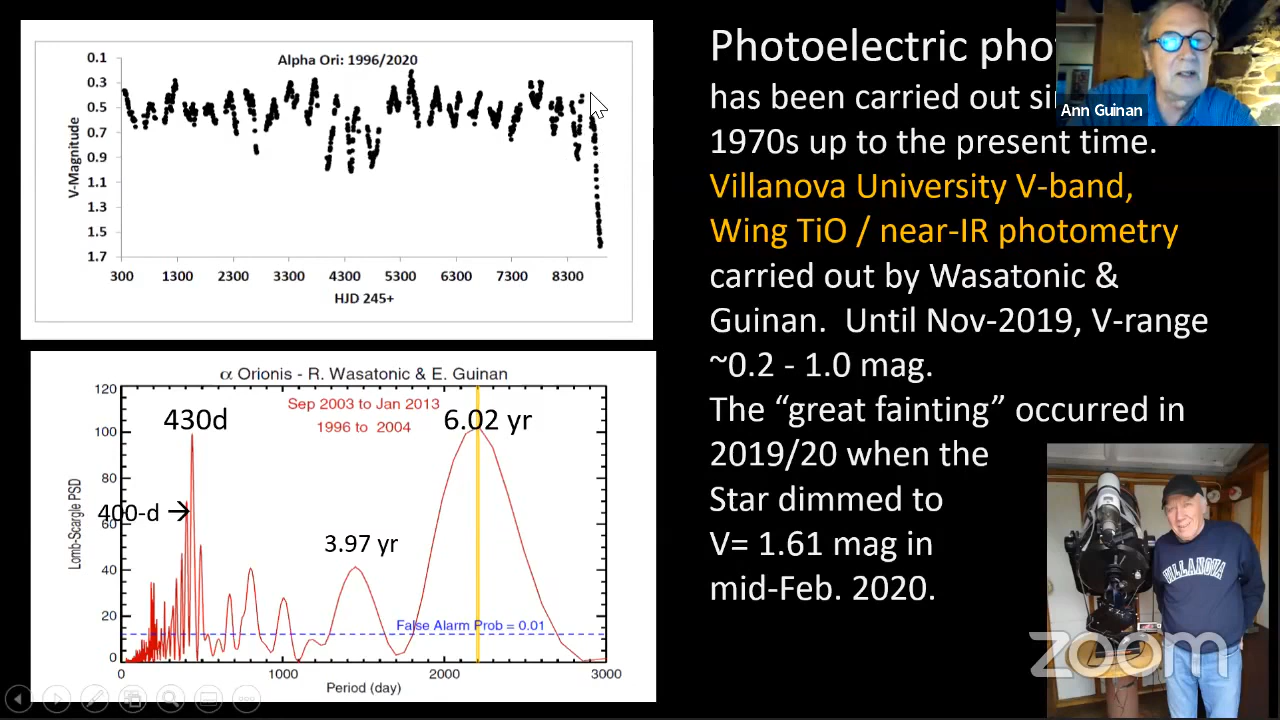 Alpha Ori: 1996/2020
V-Magnitude
0.1
0.3
0.5
0.7
0.9
1.1
1.3
1.5
1.7
300 1300 2300 3300 4300 5300 6300 7300 8300
HJD 245+
α Orionis - R. Wasatonic & E. Guinan
Sep 2003 to Jan 2013
1996 to 2004
430d
6.02 yr
400-d →
3.97 yr
False Alarm Prob = 0.01
Lomb-Scargle PSD
120
100
80
60
40
20
0
0 1000 2000 3000
Period (day)
Photoelectric
has been carried out
1970s up to the present time.
Villanova University V-band,
Wing TiO / near-IR photometry
carried out by Wasatonic &
Guinan. Until Nov-2019, V-range
~0.2 - 1.0 mag.
The “great fainting” occurred in
2019/20 when the
Star dimmed to
V= 1.61 mag in
mid-Feb. 2020.
Ann Guinan
VILLANOVA
zoom